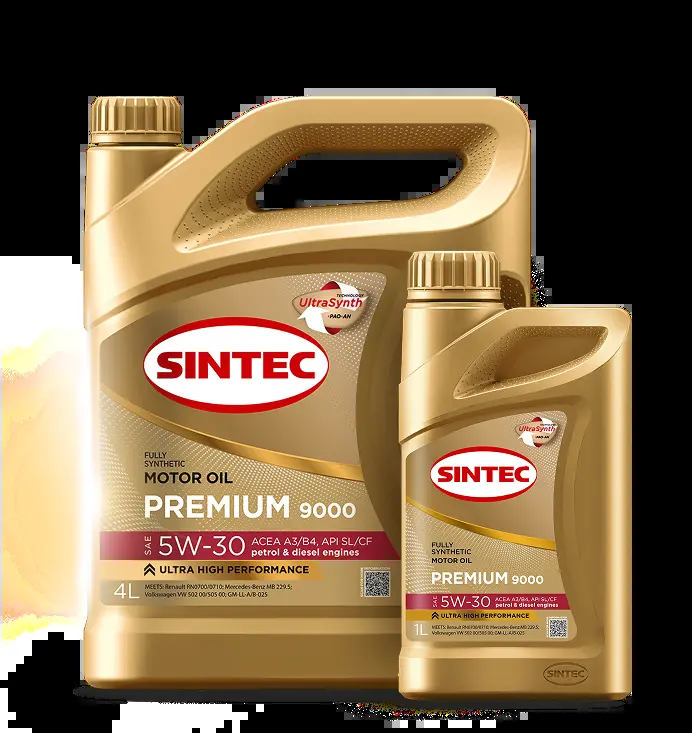 TECHNOLOGY
UltraSynth
•PAO-AN
SINTEC
FULLY
SYNTHETIC
MOTOR OIL
PREMIUM 9000
SAE 5W-30 ACEA A3/B4, API SL/CF
petrol & diesel engines
ULTRA HIGH PERFORMANCE
4L
MEETS: Renault RN0700/0710; Mercedes-Benz MB 229.5;
Volkswagen VW 502 00/505 00; GM-LL-A/B-025
UltraSynth
•PAO-AN
SINTEC
FULLY
SYNTHETIC
MOTOR OIL
PREMIUM 9000
SAE 5W-30 ACEA A3/B4, API SL/CF
petrol & diesel engines
ULTRA HIGH PERFORMANCE
1L
MEETS: Renault RN0700/0710; Mercedes-Benz MB 229.5;
Volkswagen VW 502 00/505 00; GM-LL-A/B-025
SINTEC